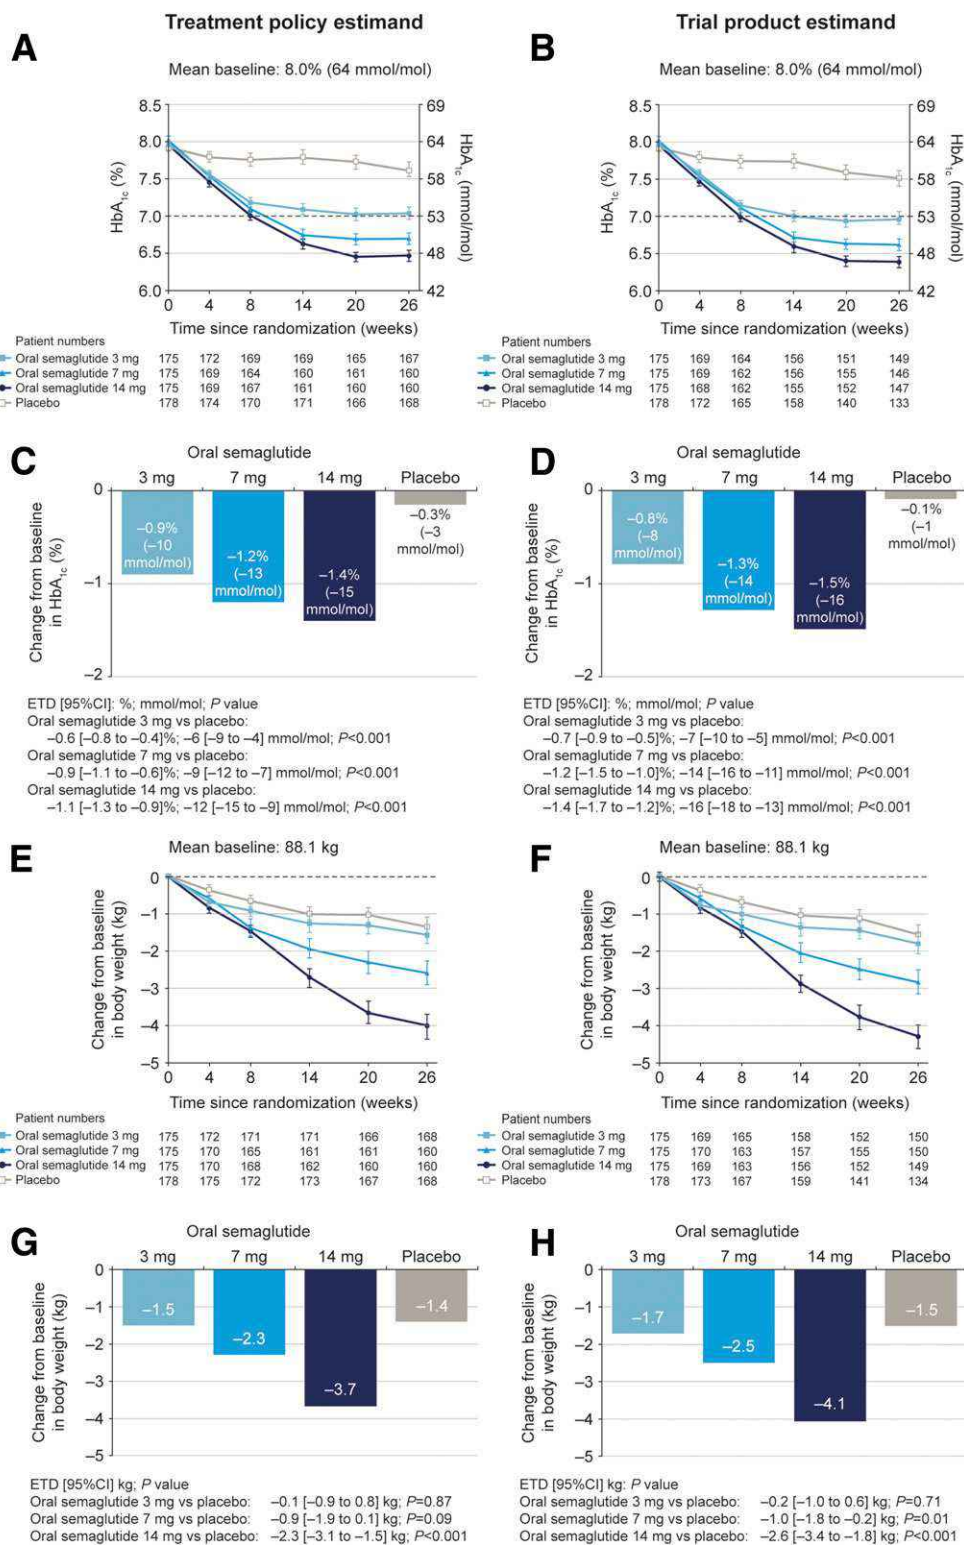 Treatment policy estimand
Trial product estimand
A
Mean baseline: 8.0% (64 mmol/mol)
HbA1c (%)
8.5
8.0
7.5
7.0
6.5
6.0
69
64
58
53
48
42
HbA1c (mmol/mol)
0 4 8 14 20 26
Time since randomization (weeks)
Patient numbers
Oral semaglutide 3 mg 175 172 169 169 165 167
Oral semaglutide 7 mg 175 169 164 160 161 160
Oral semaglutide 14 mg 175 169 167 161 160 160
Placebo 178 174 170 171 166 168
B
Mean baseline: 8.0% (64 mmol/mol)
HbA1c (%)
8.5
8.0
7.5
7.0
6.5
6.0
69
64
58
53
48
42
HbA1c (mmol/mol)
0 4 8 14 20 26
Time since randomization (weeks)
Patient numbers
Oral semaglutide 3 mg 175 169 164 156 151 149
Oral semaglutide 7 mg 175 169 162 156 155 146
Oral semaglutide 14 mg 175 168 162 155 152 147
Placebo 178 172 165 158 140 133
C
Oral semaglutide
3 mg 7 mg 14 mg Placebo
Change from baseline
in HbA1c (%)
0
–1
–2
–0.9%
(–10
mmol/mol)
–1.2%
(–13
mmol/mol)
–1.4%
(–15
mmol/mol)
–0.3%
(–3
mmol/mol)
ETD [95%CI]: %; mmol/mol; P value
Oral semaglutide 3 mg vs placebo:
–0.6 [–0.8 to –0.4]%; –6 [–9 to –4] mmol/mol; P<0.001
Oral semaglutide 7 mg vs placebo:
–0.9 [–1.1 to –0.6]%; –9 [–12 to –7] mmol/mol; P<0.001
Oral semaglutide 14 mg vs placebo:
–1.1 [–1.3 to –0.9]%; –12 [–15 to –9] mmol/mol; P<0.001
D
Oral semaglutide
3 mg 7 mg 14 mg Placebo
Change from baseline
in HbA1c (%)
0
–1
–2
–0.8%
(–8
mmol/mol)
–1.3%
(–14
mmol/mol)
–1.5%
(–16
mmol/mol)
–0.1%
(–1
mmol/mol)
ETD [95%CI]: %; mmol/mol; P value
Oral semaglutide 3 mg vs placebo:
–0.7 [–0.9 to –0.5]%; –7 [–10 to –5] mmol/mol; P<0.001
Oral semaglutide 7 mg vs placebo:
–1.2 [–1.5 to –1.0]%; –14 [–16 to –11] mmol/mol; P<0.001
Oral semaglutide 14 mg vs placebo:
–1.4 [–1.7 to –1.2]%; –16 [–18 to –13] mmol/mol; P<0.001
E
Mean baseline: 88.1 kg
Change from baseline
in body weight (kg)
0
–1
–2
–3
–4
–5
0 4 8 14 20 26
Time since randomization (weeks)
Patient numbers
Oral semaglutide 3 mg 175 172 171 171 166 168
Oral semaglutide 7 mg 175 170 165 161 161 160
Oral semaglutide 14 mg 175 170 168 162 160 160
Placebo 178 175 172 173 167 168
F
Mean baseline: 88.1 kg
Change from baseline
in body weight (kg)
0
–1
–2
–3
–4
–5
0 4 8 14 20 26
Time since randomization (weeks)
Patient numbers
Oral semaglutide 3 mg 175 169 165 158 152 150
Oral semaglutide 7 mg 175 170 163 157 155 150
Oral semaglutide 14 mg 175 169 163 156 152 149
Placebo 178 173 167 159 141 134
G
Oral semaglutide
3 mg 7 mg 14 mg Placebo
Change from baseline
in body weight (kg)
0
–1
–2
–3
–4
–5
–1.5
–2.3
–3.7
–1.4
ETD [95%CI] kg; P value
Oral semaglutide 3 mg vs placebo: –0.1 [–0.9 to 0.8] kg; P=0.87
Oral semaglutide 7 mg vs placebo: –0.9 [–1.9 to 0.1] kg; P=0.09
Oral semaglutide 14 mg vs placebo: –2.3 [–3.1 to –1.5] kg; P<0.001
H
Oral semaglutide
3 mg 7 mg 14 mg Placebo
Change from baseline
in body weight (kg)
0
–1
–2
–3
–4
–5
–1.7
–2.5
–4.1
–1.5
ETD [95%CI] kg: P value
Oral semaglutide 3 mg vs placebo: –0.2 [–1.0 to 0.6] kg; P=0.71
Oral semaglutide 7 mg vs placebo: –1.0 [–1.8 to –0.2] kg; P=0.01
Oral semaglutide 14 mg vs placebo: –2.6 [–3.4 to –1.8] kg; P<0.001